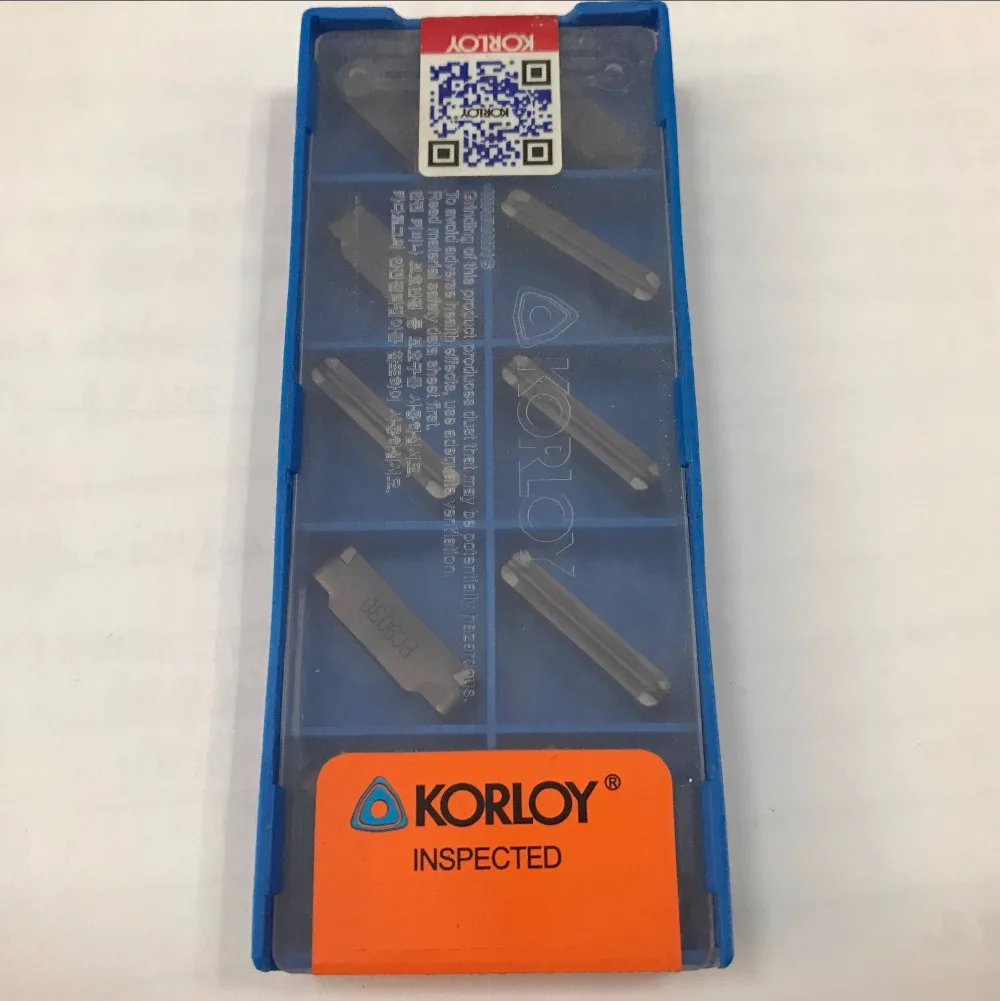 KORLOY
KORLOY
WARNING
Grinding of this product produces dust that may be potentially hazardous.
To avoid adverse health effects, use adequate ventilation.
Read material safety data sheet first.
KORLOY
PC9030
KORLOY®
INSPECTED